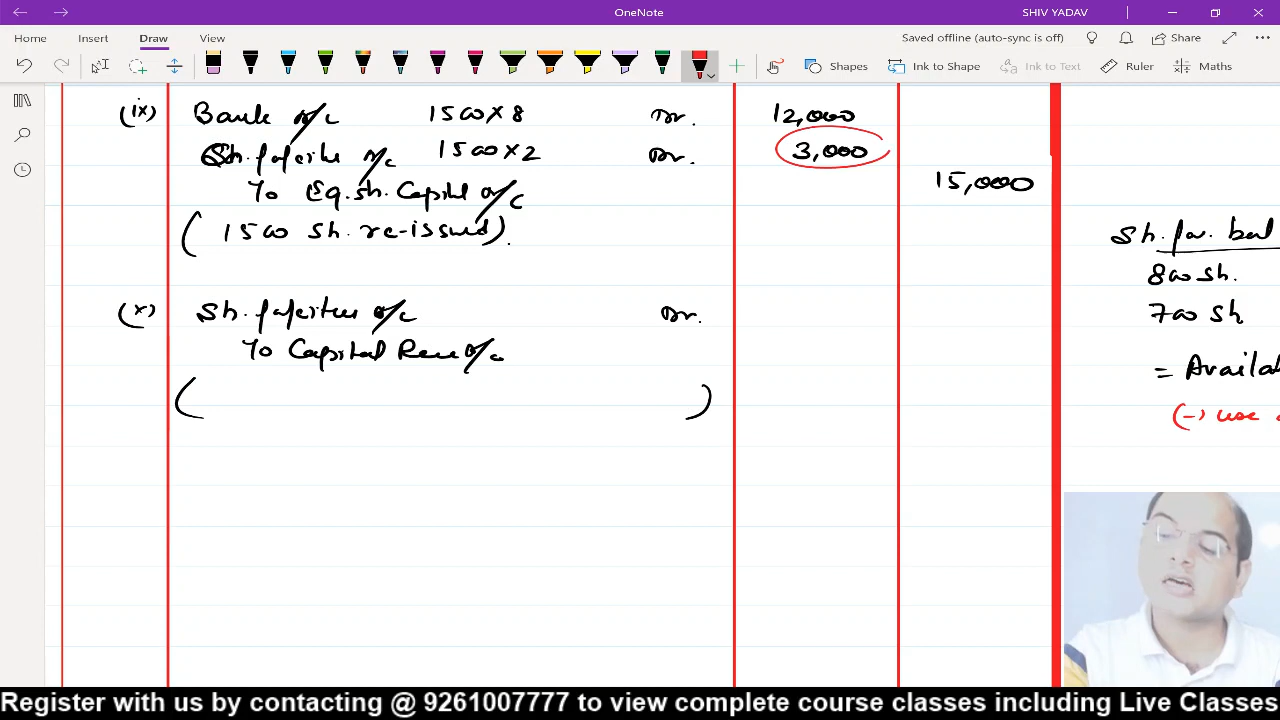 OneNote
SHIV YADAV
Home Insert Draw View
Saved offline (auto-sync is off) Share
Shapes Ink to Shape Ink to Text Ruler Maths
(ix) Bank A/c 1500×8 Dr. 12,000
Sh. forfeiture A/c 1500×2 Dr. 3,000
To Eq. sh. Capital A/c 15,000
(1500 sh. re-issued).
Sh. for. bal
800 sh.
(x) Sh. forfeiture A/c Dr.
700 sh
To Capital Reserve A/c
= Availa
( )
(-) use
Register with us by contacting @ 9261007777 to view complete course classes including Live Classes